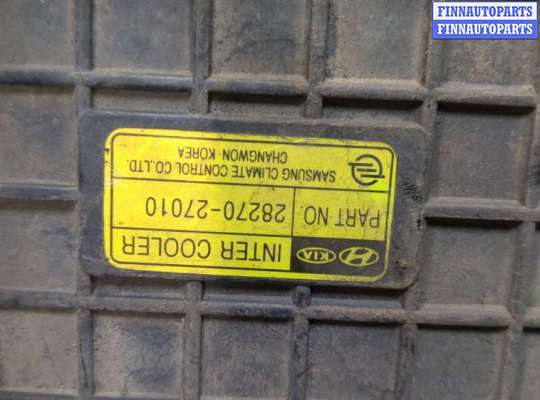 FINNAUTOPARTS
FINNAUTOPARTS
KIA INTER COOLER
PART NO. 28270-27010
SAMSUNG CLIMATE CONTROL CO.,LTD.
CHANGWON·KOREA